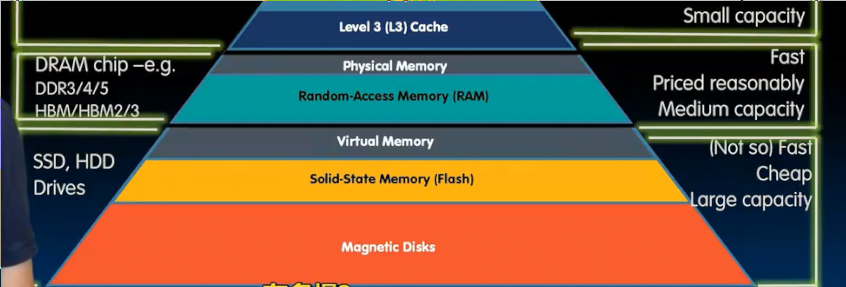 Level 3 (L3) Cache
Small capacity
DRAM chip –e.g.
DDR3/4/5
HBM/HBM2/3
Physical Memory
Random-Access Memory (RAM)
Fast
Priced reasonably
Medium capacity
SSD, HDD
Drives
Virtual Memory
Solid-State Memory (Flash)
Magnetic Disks
(Not so) Fast
Cheap
Large capacity